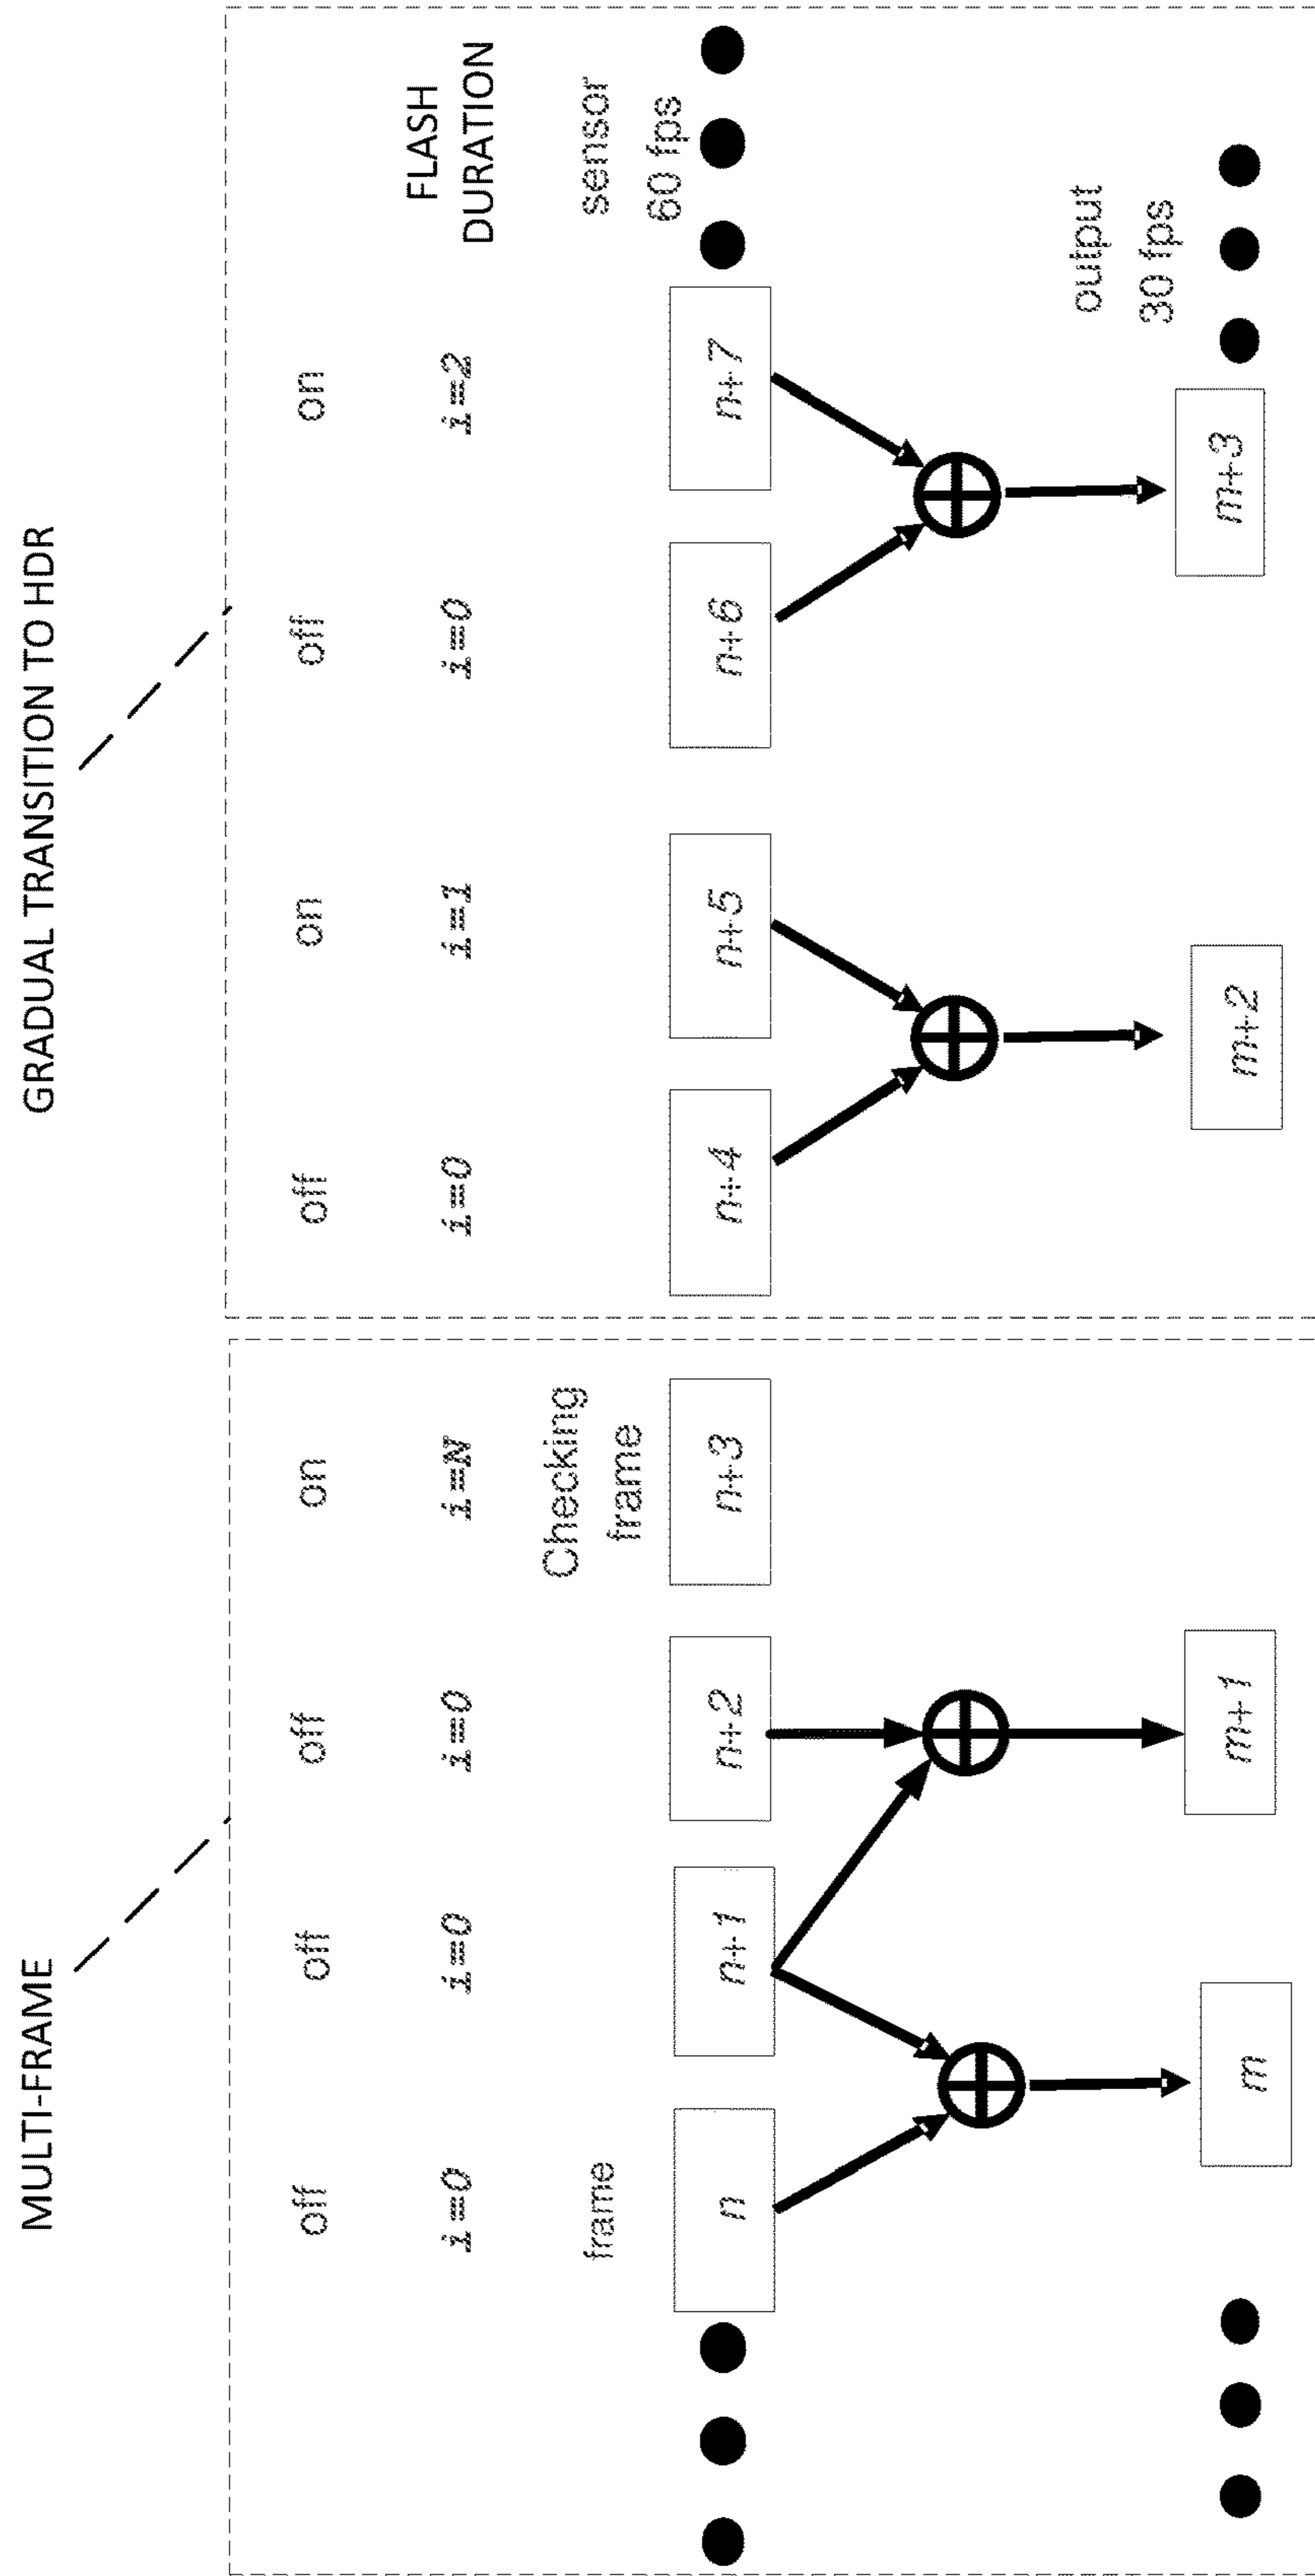 MULTI-FRAME
GRADUAL TRANSITION TO HDR
off
off
off
on
off
on
off
on
i=0
i=0
i=0
i=N
i=0
i=1
i=0
i=2
FLASH
DURATION
frame
Checking
frame
sensor
60 fps
n
n+1
n+2
n+3
n+4
n+5
n+6
n+7
output
30 fps
m
m+1
m+2
m+3